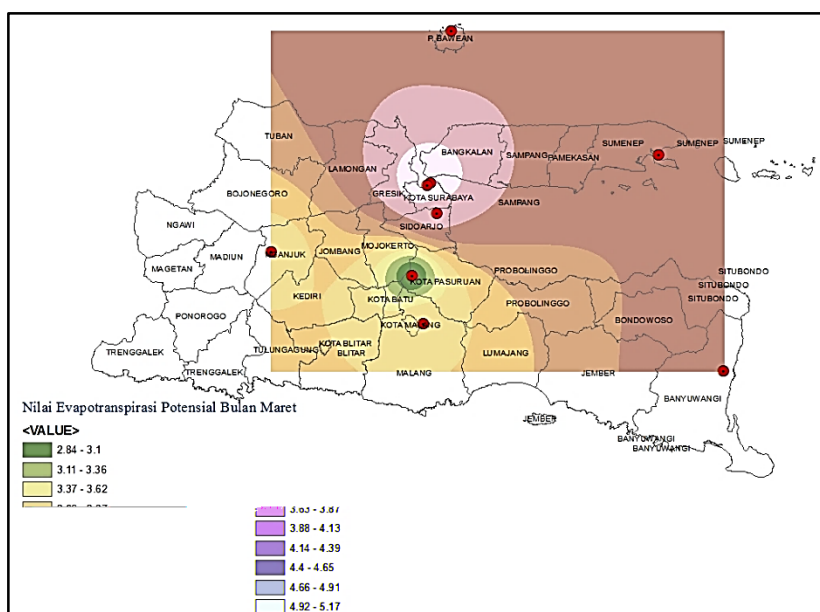 P. BAWEAN
TUBAN
LAMONGAN
BANGKALAN
SAMPANG
PAMEKASAN
SUMENEP
SUMENEP
SUMENEP
BOJONEGORO
GRESIK
KOTA SURABAYA
SAMPANG
NGAWI
SIDOARJO
MADIUN
NGANJUK
JOMBANG
MOJOKERTO
MAGETAN
PROBOLINGGO
SITUBONDO
KOTA PASURUAN
SITUBONDO
KEDIRI
KOTA BATU
PROBOLINGGO
SITUBONDO
PONOROGO
KOTA MALANG
BONDOWOSO
TRENGGALEK
TULUNGAGUNG
KOTA BLITAR
BLITAR
LUMAJANG
TRENGGALEK
MALANG
JEMBER
BANYUWANGI
Nilai Evapotranspirasi Potensial Bulan Maret
JEMBER
<VALUE>
BANYUWANGI
BANYUWANGI
2.84 - 3.1
3.11 - 3.36
3.37 - 3.62
3.63 - 3.87
3.88 - 4.13
4.14 - 4.39
4.4 - 4.65
4.66 - 4.91
4.92 - 5.17